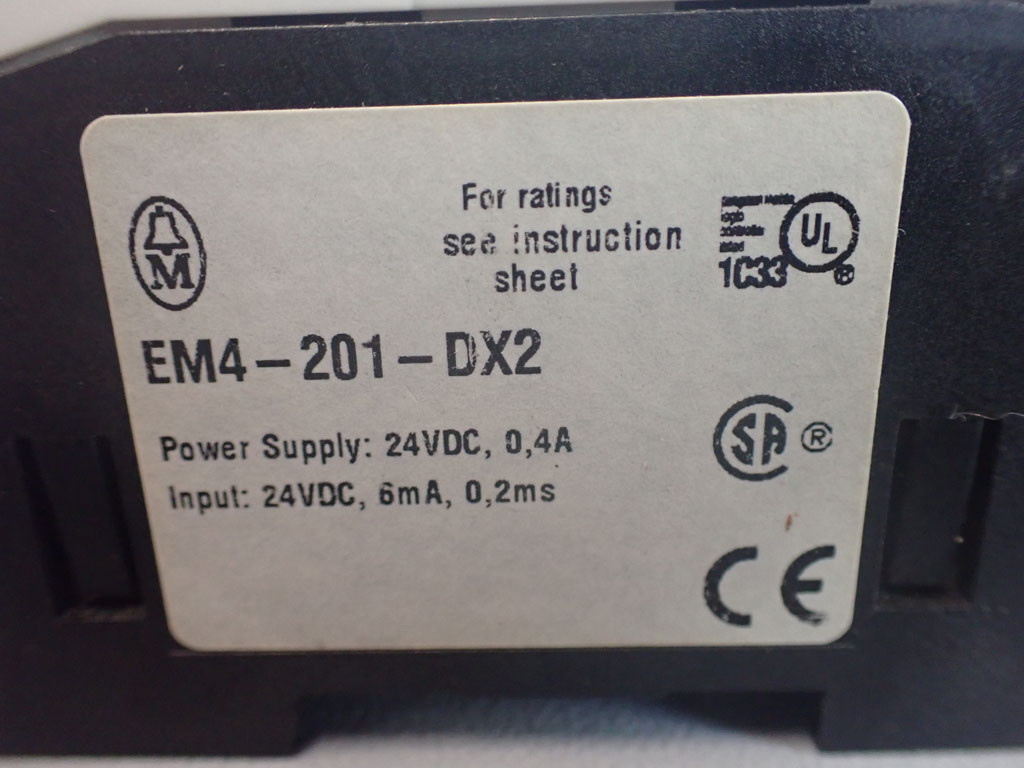 For ratings
see instruction
sheet
UL
1C33
M
EM4-201-DX2
Power Supply: 24VDC, 0,4A
Input: 24VDC, 6mA, 0,2ms
SA ®
CE